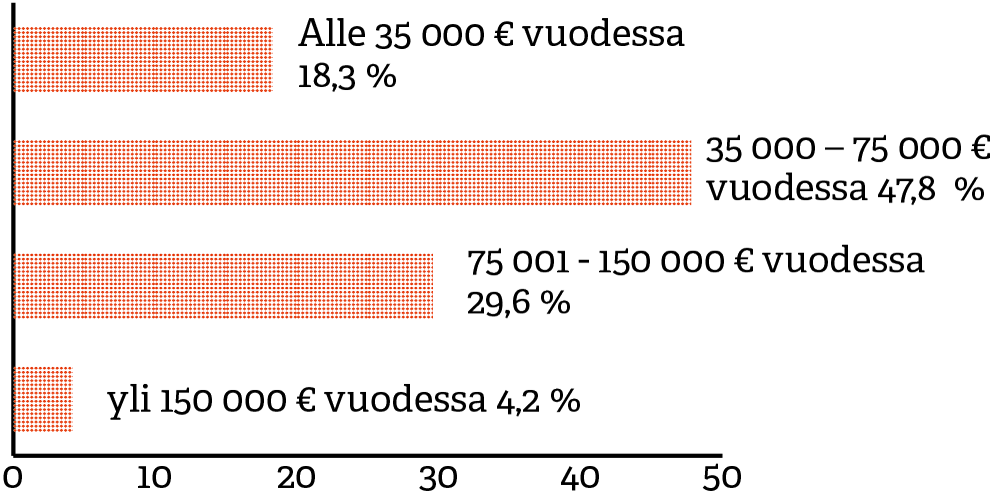 Alle 35 000 € vuodessa
18,3 %
35 000 – 75 000 €
vuodessa 47,8 %
75 001 - 150 000 € vuodessa
29,6 %
yli 150 000 € vuodessa 4,2 %
0 10 20 30 40 50